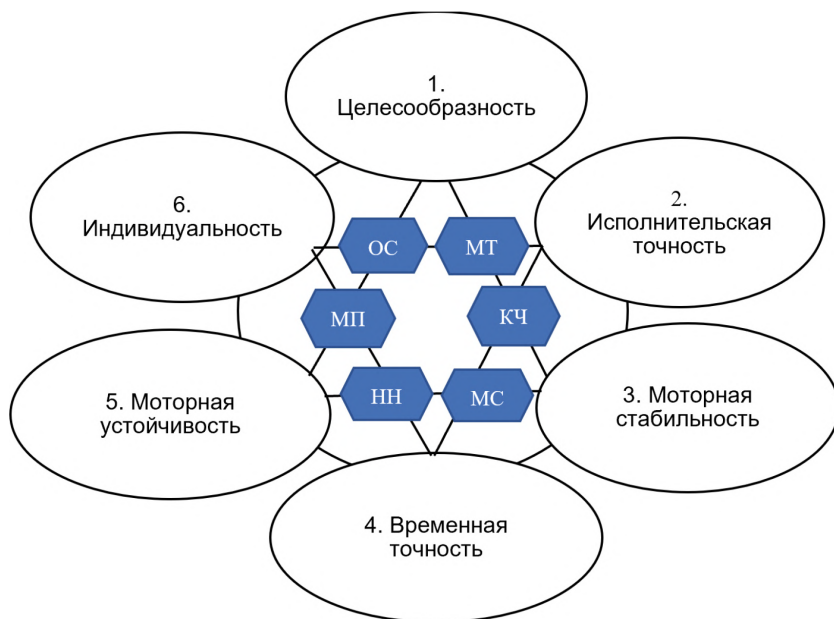 1.
Целесообразность
2.
Исполнительская
точность
3. Моторная
стабильность
4. Временная
точность
5. Моторная
устойчивость
6.
Индивидуальность
ОС
МТ
КЧ
МС
НН
МП